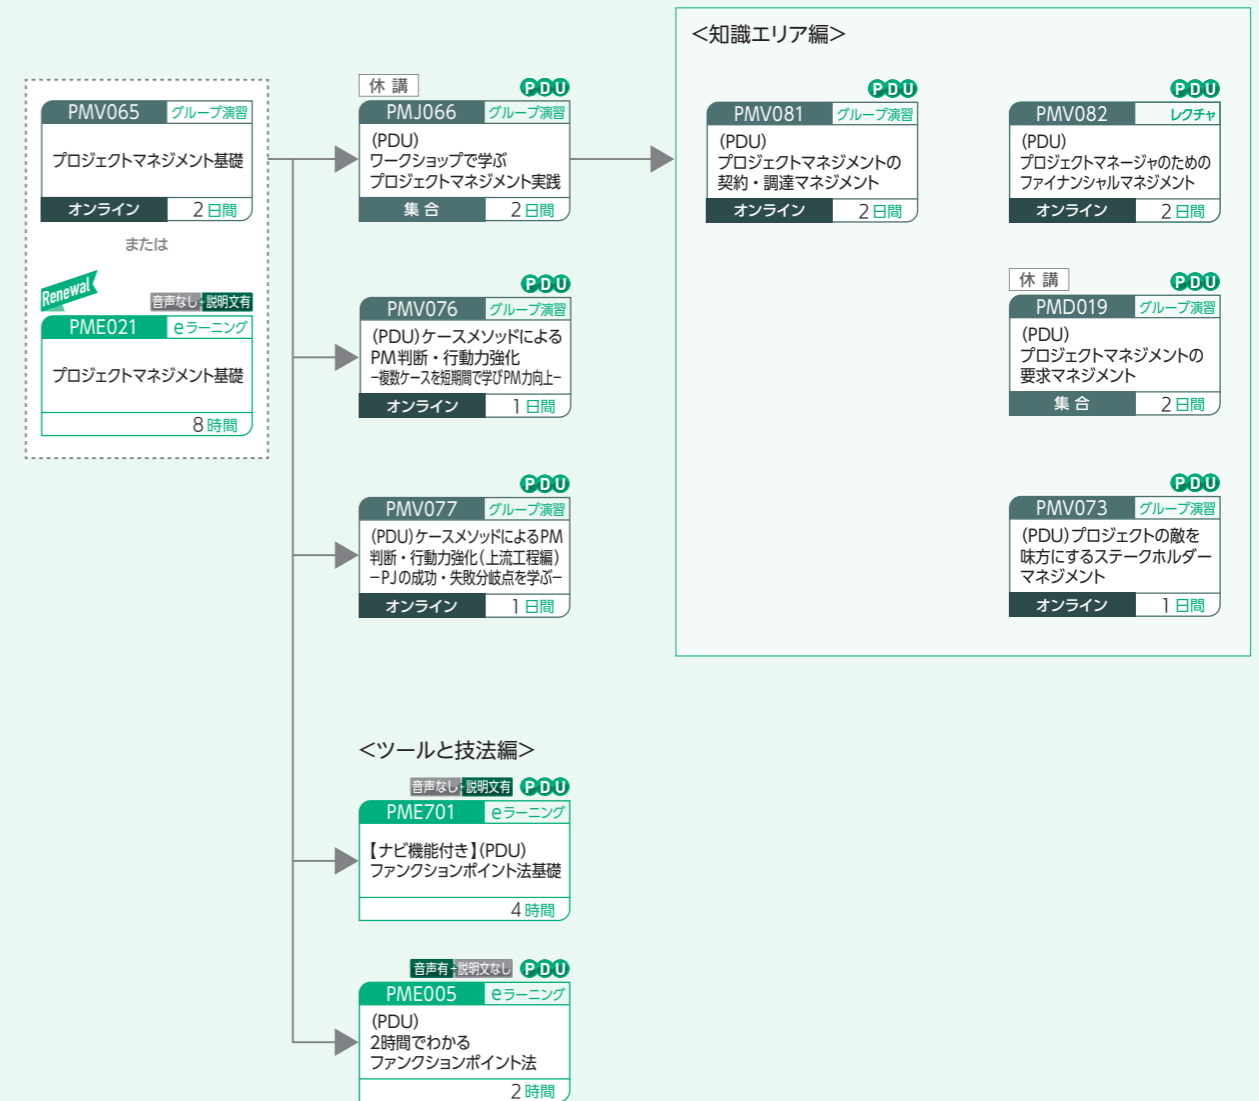 PMV065 グループ演習
プロジェクトマネジメント基礎
オンライン 2日間
または
Renewal
音声なし+説明文有
PME021 eラーニング
プロジェクトマネジメント基礎
8時間
休 講 PDU
PMJ066 グループ演習
(PDU)
ワークショップで学ぶ
プロジェクトマネジメント実践
集 合 2日間
PDU
PMV076 グループ演習
(PDU)ケースメソッドによる
PM判断・行動力強化
−複数ケースを短期間で学びPM力向上−
オンライン 1日間
PDU
PMV077 グループ演習
(PDU)ケースメソッドによるPM
判断・行動力強化(上流工程編)
−PJの成功・失敗分岐点を学ぶ−
オンライン 1日間
<ツールと技法編>
音声なし+説明文有 PDU
PME701 eラーニング
【ナビ機能付き】(PDU)
ファンクションポイント法基礎
4時間
音声有+説明文なし PDU
PME005 eラーニング
(PDU)
2時間でわかる
ファンクションポイント法
2時間
<知識エリア編>
PDU
PMV081 グループ演習
(PDU)
プロジェクトマネジメントの
契約・調達マネジメント
オンライン 2日間
PDU
PMV082 レクチャ
(PDU)
プロジェクトマネージャのための
ファイナンシャルマネジメント
オンライン 2日間
休 講 PDU
PMD019 グループ演習
(PDU)
プロジェクトマネジメントの
要求マネジメント
集 合 2日間
PDU
PMV073 グループ演習
(PDU)プロジェクトの敵を
味方にするステークホルダー
マネジメント
オンライン 1日間